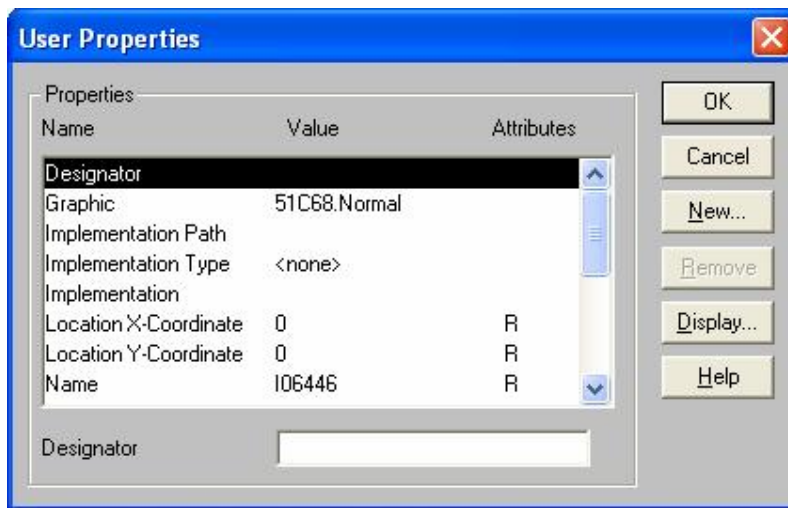 User Properties
Properties
Name Value Attributes
Designator
Graphic 51C68.Normal
Implementation Path
Implementation Type <none>
Implementation
Location X-Coordinate 0 R
Location Y-Coordinate 0 R
Name I06446 R
Designator
OK
Cancel
New...
Remove
Display...
Help